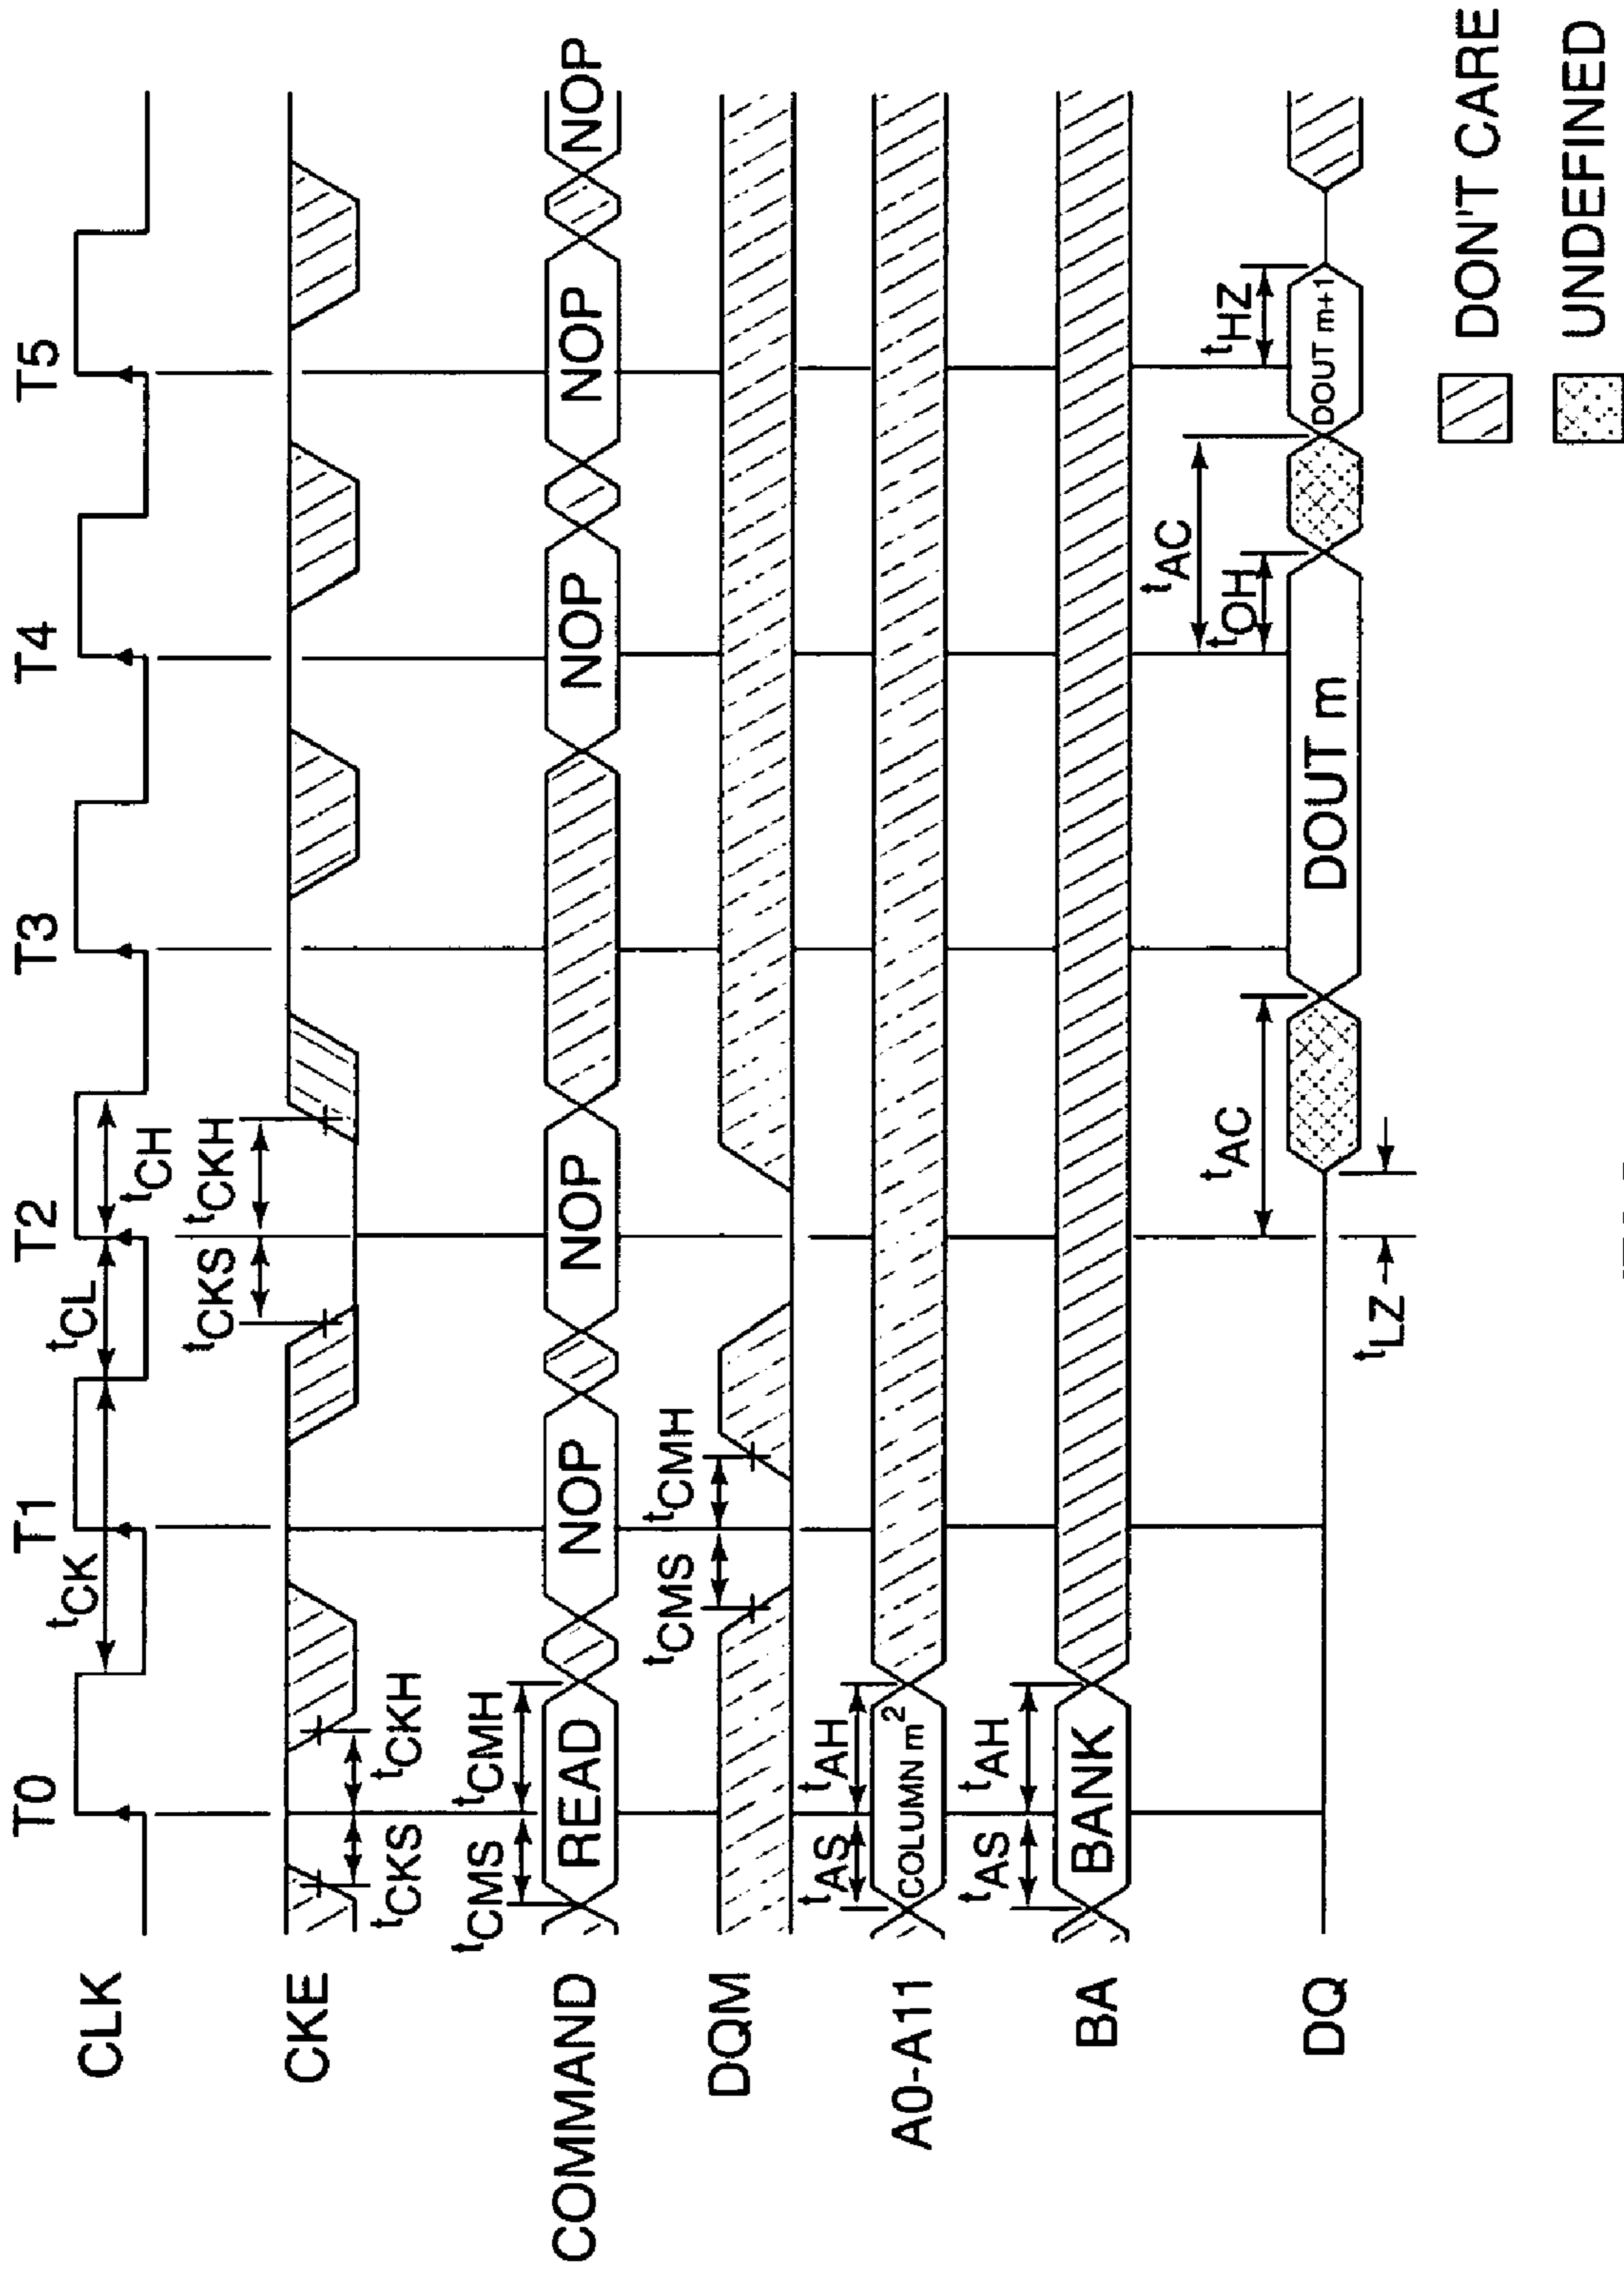 T0 T1 T2 T3 T4 T5
CLK
tCK tCL tCH
CKE
tCKS tCKH tCKS tCKH
tCMS tCMH
COMMAND READ NOP NOP NOP NOP NOP
tCMS tCMH
DQM
tAS tAH
A0-A11 COLUMN m 2
tAS tAH
BA BANK
tAC tAC
tOH tHZ
DQ DOUT m DOUT m+1
tLZ
DON'T CARE
UNDEFINED